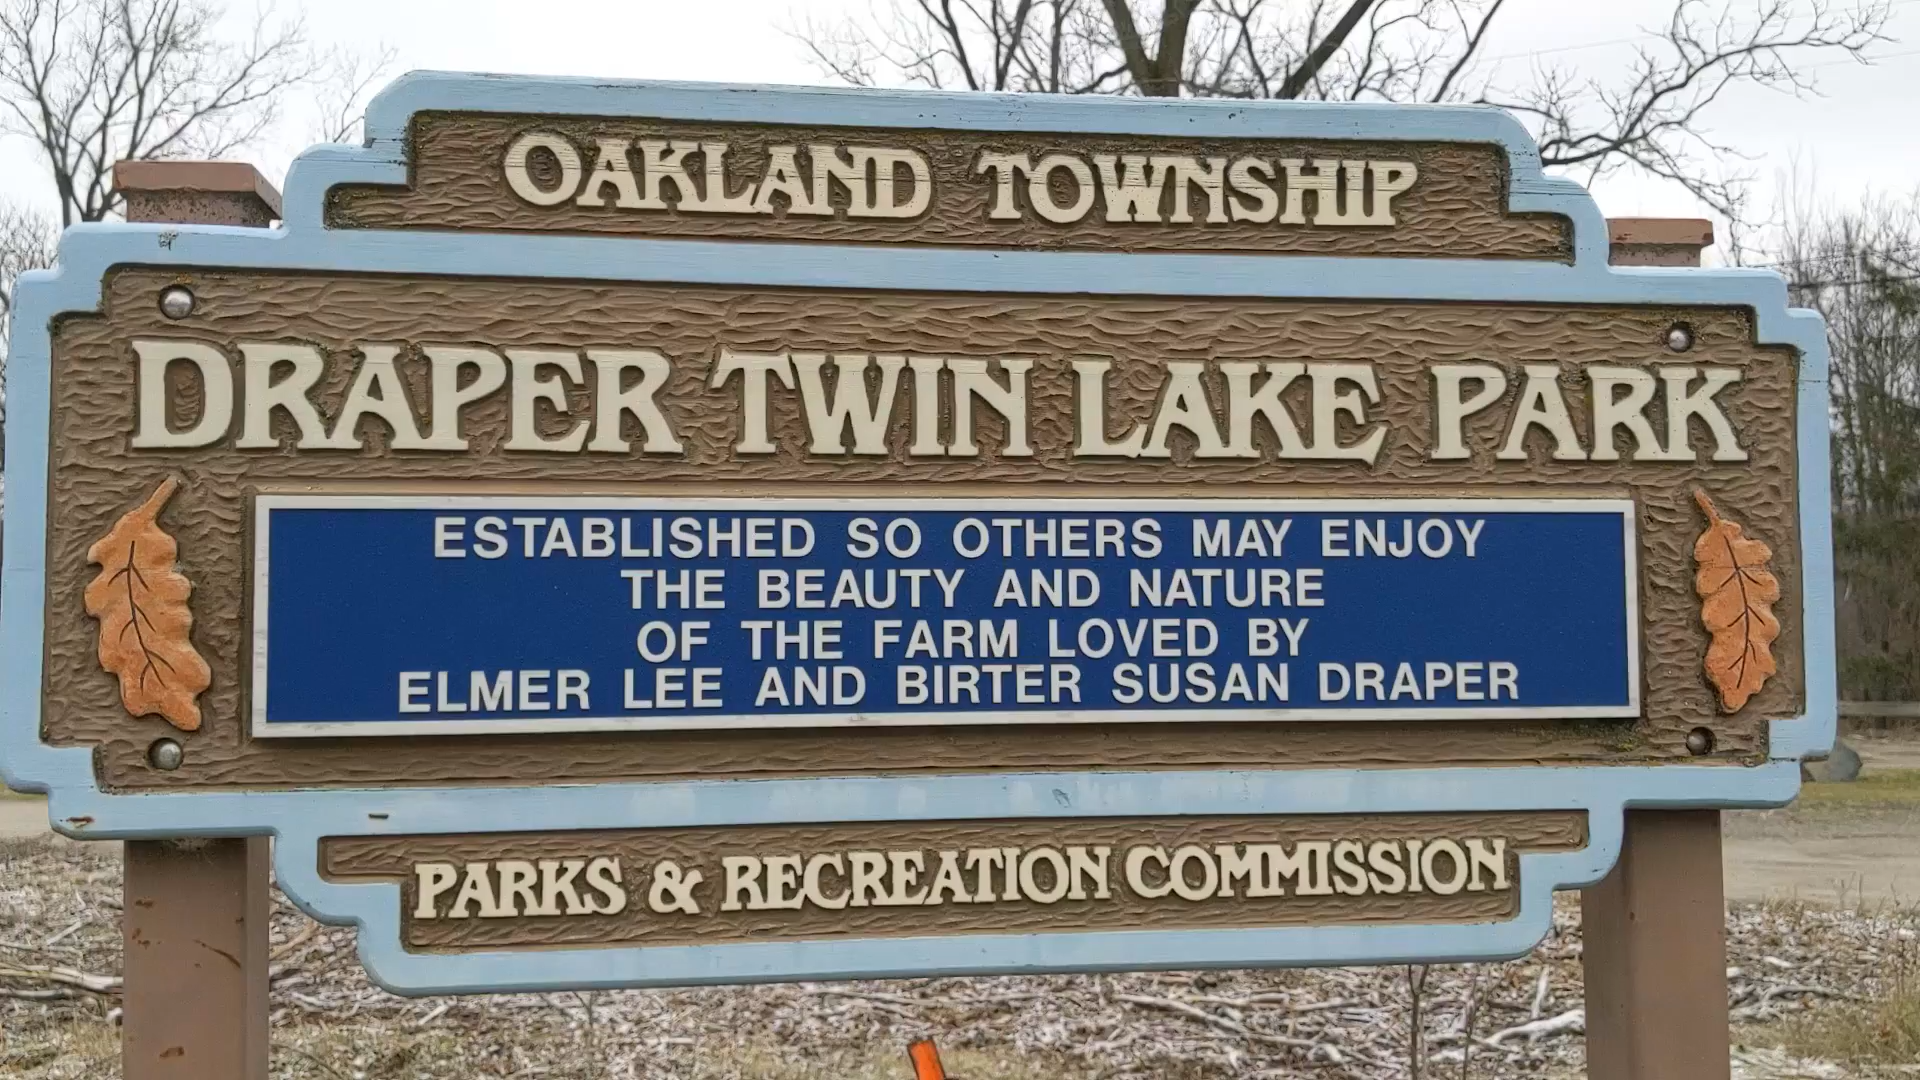 OAKLAND TOWNSHIP
DRAPER TWIN LAKE PARK
ESTABLISHED SO OTHERS MAY ENJOY
THE BEAUTY AND NATURE
OF THE FARM LOVED BY
ELMER LEE AND BIRTER SUSAN DRAPER
PARKS & RECREATION COMMISSION